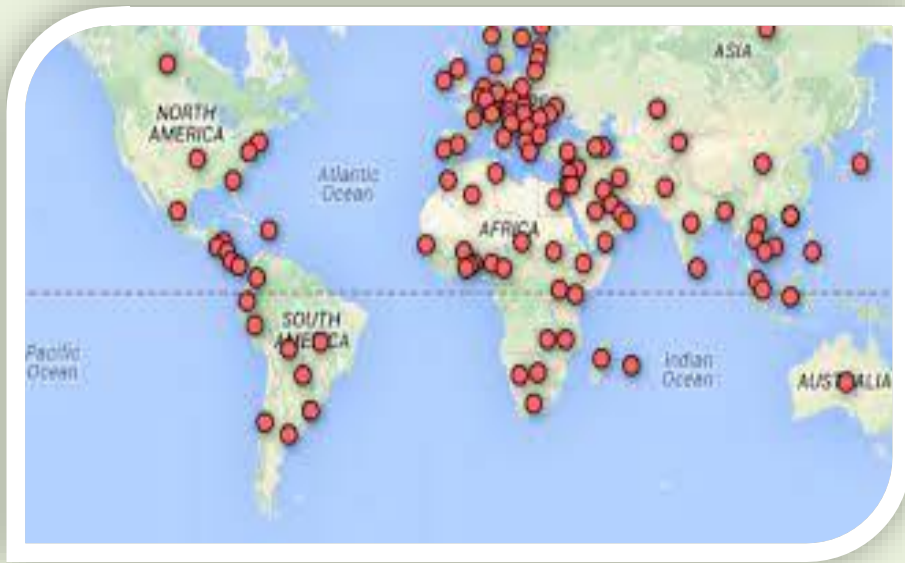 ASIA
NORTH
AMERICA
Atlantic
Ocean
AFRICA
SOUTH
AMERICA
Pacific
Ocean
Indian
Ocean
AUSTRALIA